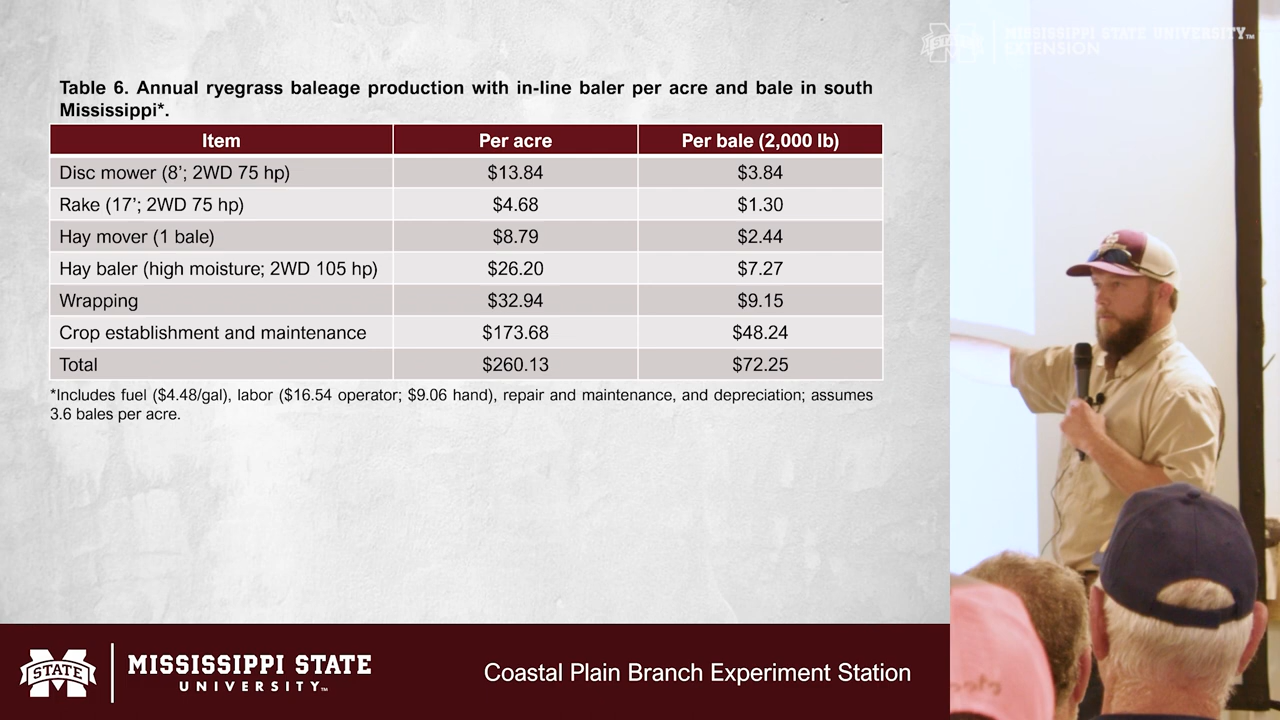 Table 6. Annual ryegrass baleage production with in-line baler per acre and bale in south
Mississippi*.
Item Per acre Per bale (2,000 lb)
Disc mower (8’; 2WD 75 hp) $13.84 $3.84
Rake (17’; 2WD 75 hp) $4.68 $1.30
Hay mover (1 bale) $8.79 $2.44
Hay baler (high moisture; 2WD 105 hp) $26.20 $7.27
Wrapping $32.94 $9.15
Crop establishment and maintenance $173.68 $48.24
Total $260.13 $72.25
*Includes fuel ($4.48/gal), labor ($16.54 operator; $9.06 hand), repair and maintenance, and depreciation; assumes
3.6 bales per acre.
STATE
MISSISSIPPI STATE
UNIVERSITY™
Coastal Plain Branch Experiment Station
STATE
MISSISSIPPI STATE UNIVERSITY™
EXTENSION